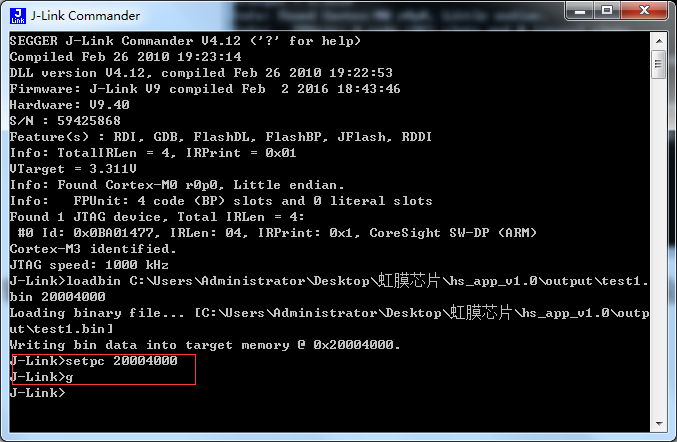 J-Link Commander
SEGGER J-Link Commander V4.12 ('?' for help)
Compiled Feb 26 2010 19:23:14
DLL version V4.12, compiled Feb 26 2010 19:22:53
Firmware: J-Link V9 compiled Feb  2 2016 18:43:46
Hardware: V9.40
S/N : 59425868
Feature(s) : RDI, GDB, FlashDL, FlashBP, JFlash, RDDI
Info: TotalIRLen = 4, IRPrint = 0x01
VTarget = 3.311V
Info: Found Cortex-M0 r0p0, Little endian.
Info:   FPUnit: 4 code (BP) slots and 0 literal slots
Found 1 JTAG device, Total IRLen = 4:
 #0 Id: 0x0BA01477, IRLen: 04, IRPrint: 0x1, CoreSight SW-DP (ARM)
Cortex-M3 identified.
JTAG speed: 1000 kHz
J-Link>loadbin C:\Users\Administrator\Desktop\虹膜芯片\hs_app_v1.0\output\test1.
bin 20004000
Loading binary file... [C:\Users\Administrator\Desktop\虹膜芯片\hs_app_v1.0\outp
ut\test1.bin]
Writing bin data into target memory @ 0x20004000.
J-Link>setpc 20004000
J-Link>g
J-Link>